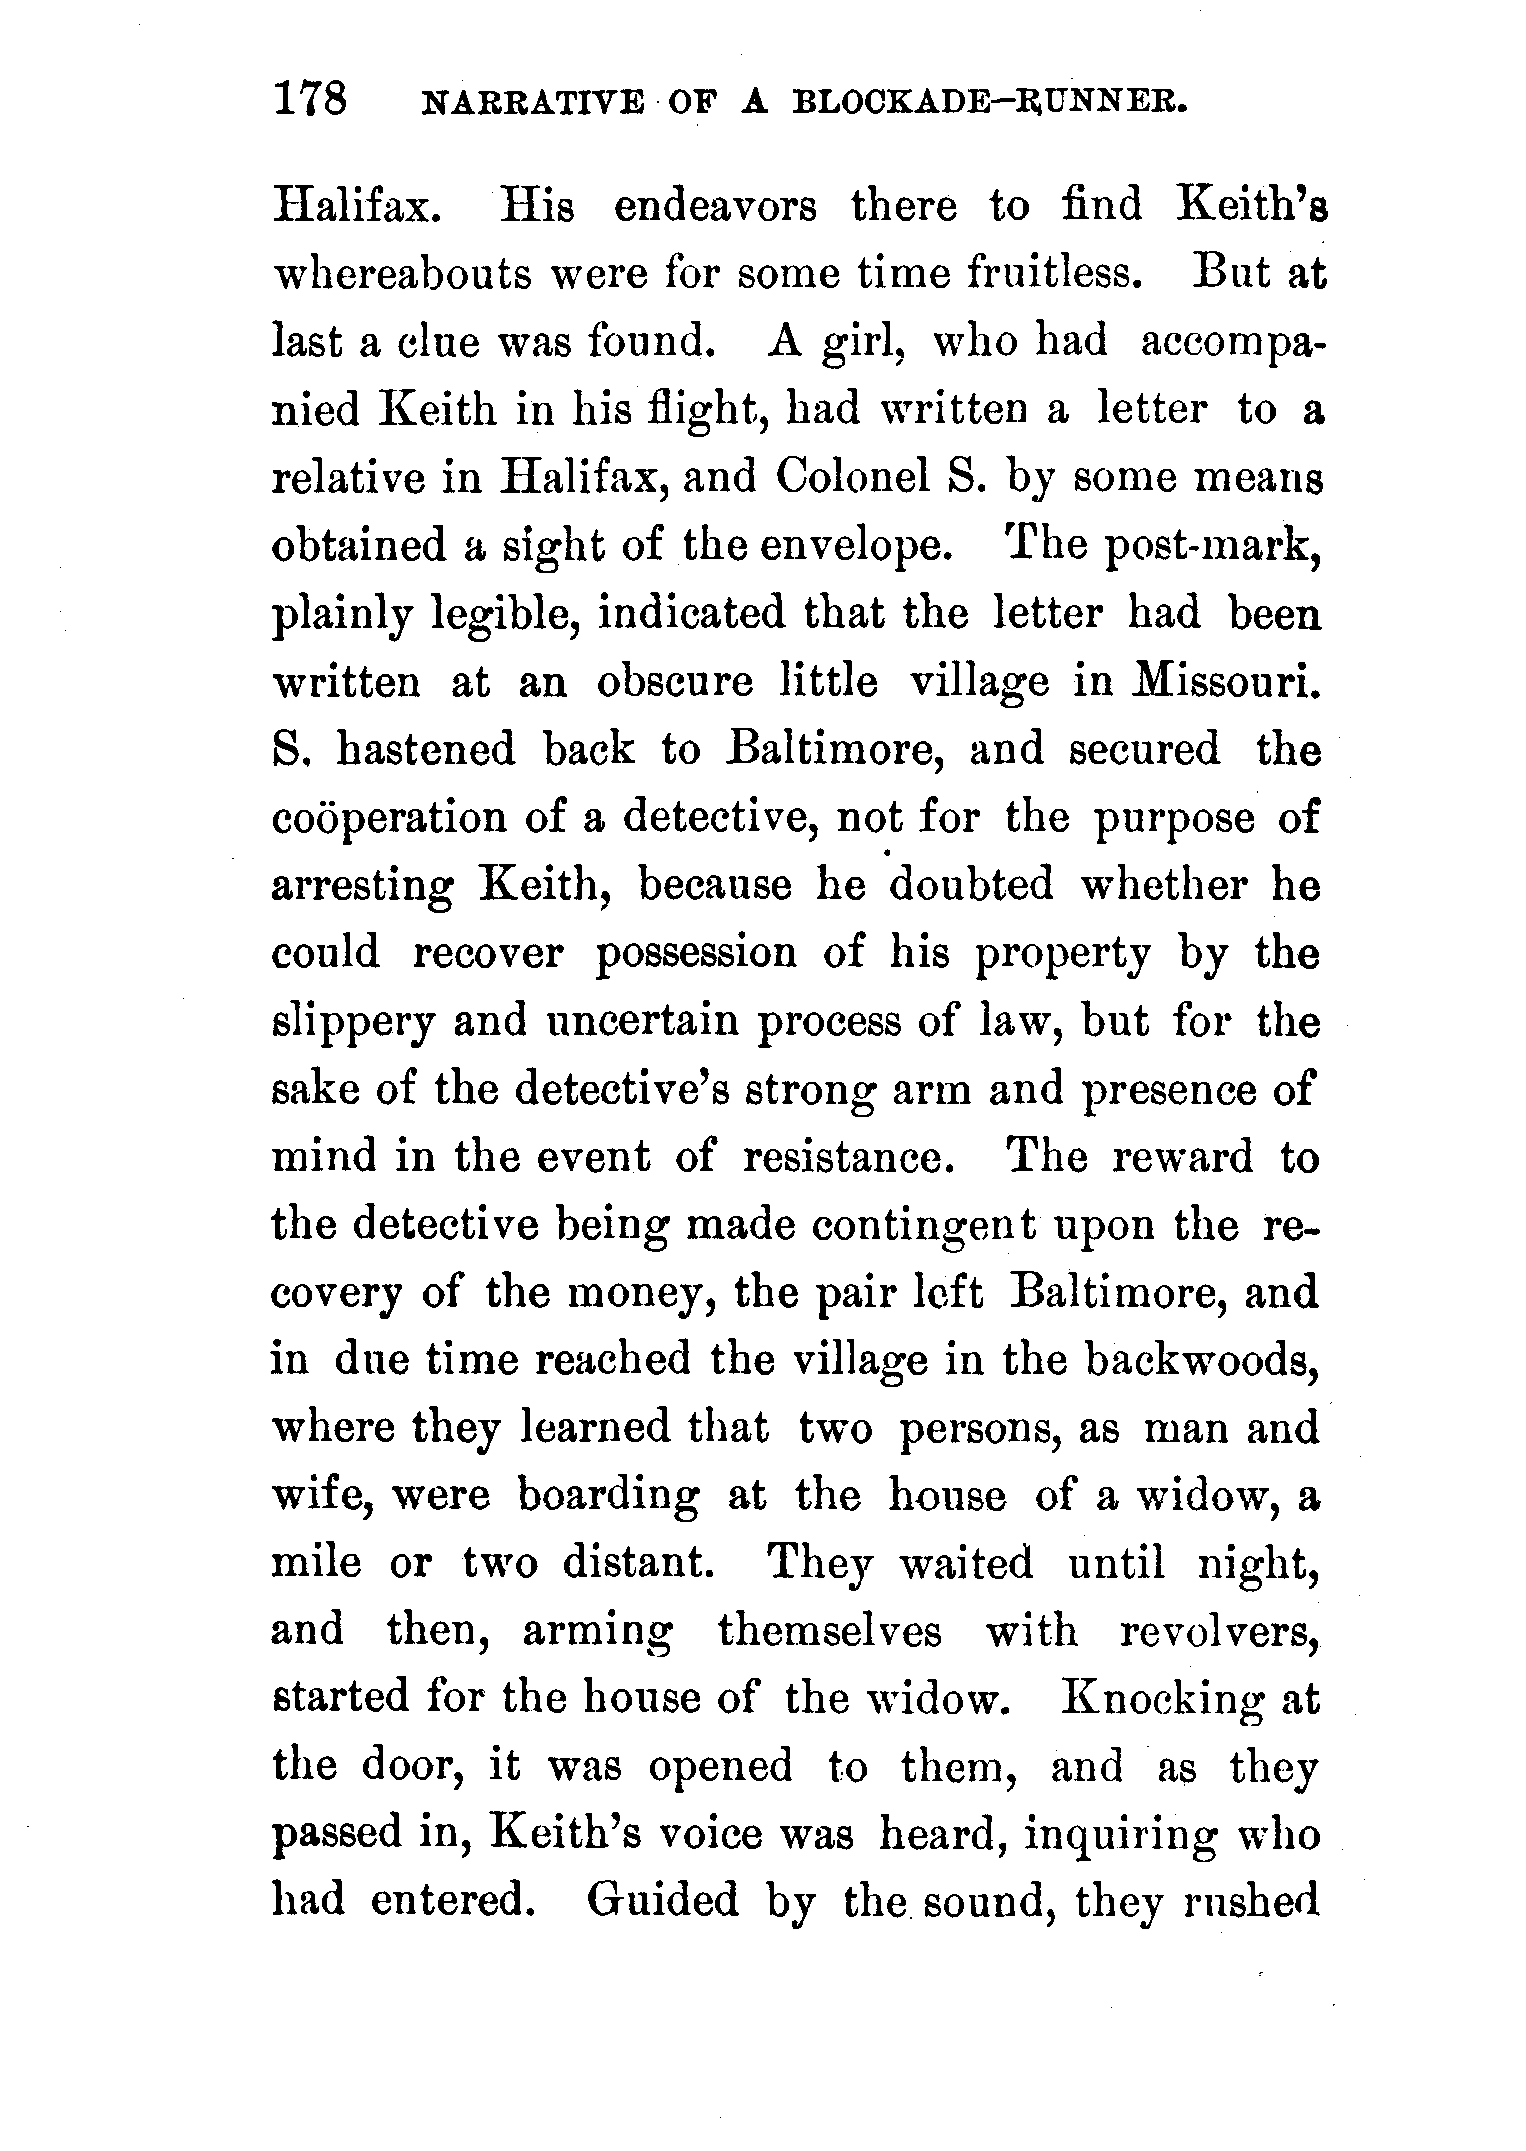 178 NARRATIVE OF A BLOCKADE-RUNNER.
Halifax. His endeavors there to find Keith's
whereabouts were for some time fruitless. But at
last a clue was found. A girl, who had accompa-
nied Keith in his flight, had written a letter to a
relative in Halifax, and Colonel S. by some means
obtained a sight of the envelope. The post-mark,
plainly legible, indicated that the letter had been
written at an obscure little village in Missouri.
S. hastened back to Baltimore, and secured the
coöperation of a detective, not for the purpose of
arresting Keith, because he doubted whether he
could recover possession of his property by the
slippery and uncertain process of law, but for the
sake of the detective's strong arm and presence of
mind in the event of resistance. The reward to
the detective being made contingent upon the re-
covery of the money, the pair left Baltimore, and
in due time reached the village in the backwoods,
where they learned that two persons, as man and
wife, were boarding at the house of a widow, a
mile or two distant. They waited until night,
and then, arming themselves with revolvers,
started for the house of the widow. Knocking at
the door, it was opened to them, and as they
passed in, Keith's voice was heard, inquiring who
had entered. Guided by the sound, they rushed